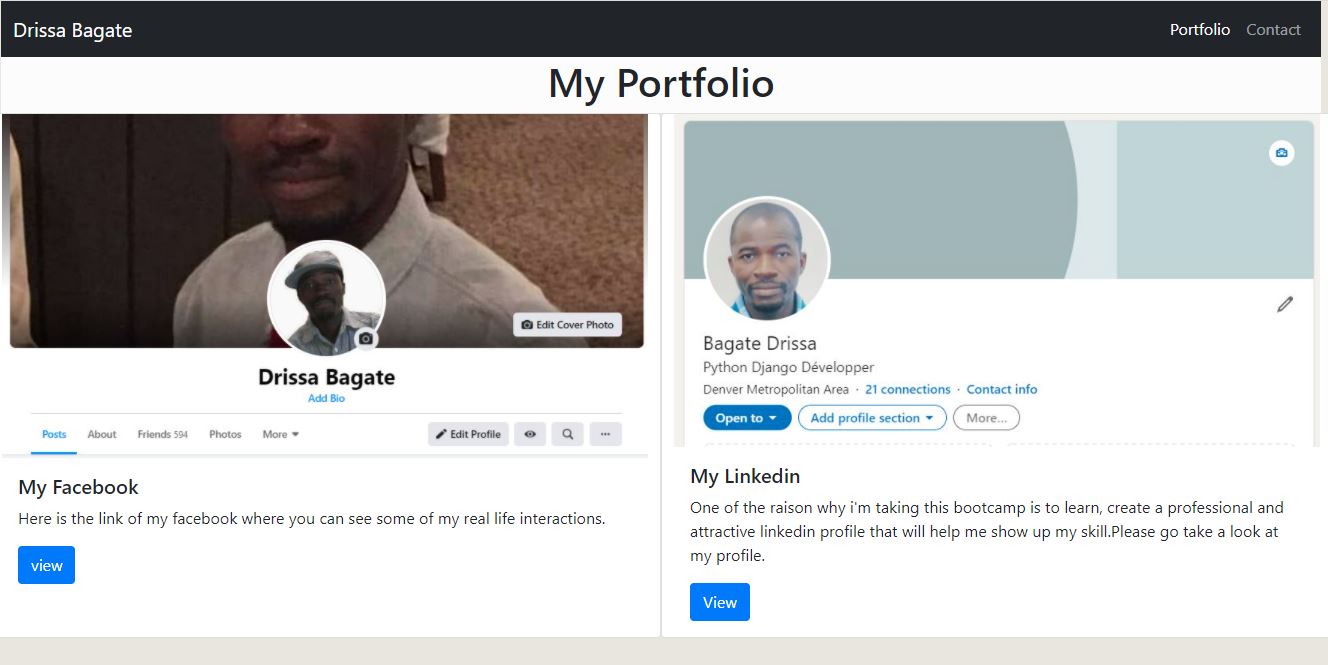 Drissa Bagate
Portfolio Contact
My Portfolio
Edit Cover Photo
Drissa Bagate
Add Bio
Posts About Friends 594 Photos More
Edit Profile
My Facebook
Here is the link of my facebook where you can see some of my real life interactions.
view
Bagate Drissa
Python Django Développer
Denver Metropolitan Area · 21 connections · Contact info
Open to Add profile section More...
My Linkedin
One of the raison why i'm taking this bootcamp is to learn, create a professional and
attractive linkedin profile that will help me show up my skill.Please go take a look at
my profile.
View